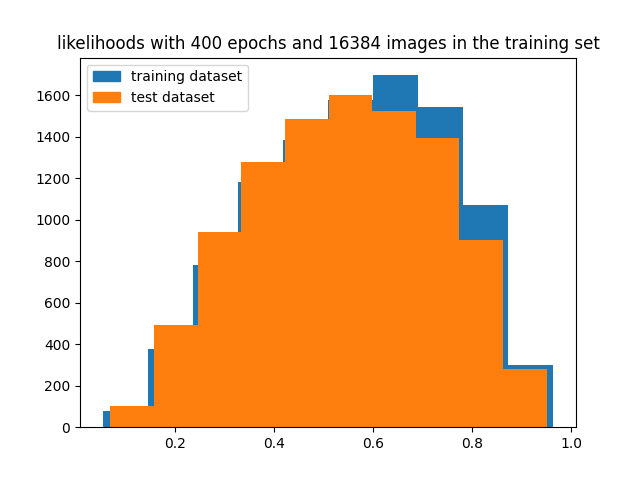 likelihoods with 400 epochs and 16384 images in the training set
training dataset
test dataset
1600
1400
1200
1000
800
600
400
200
0
0.2 0.4 0.6 0.8 1.0